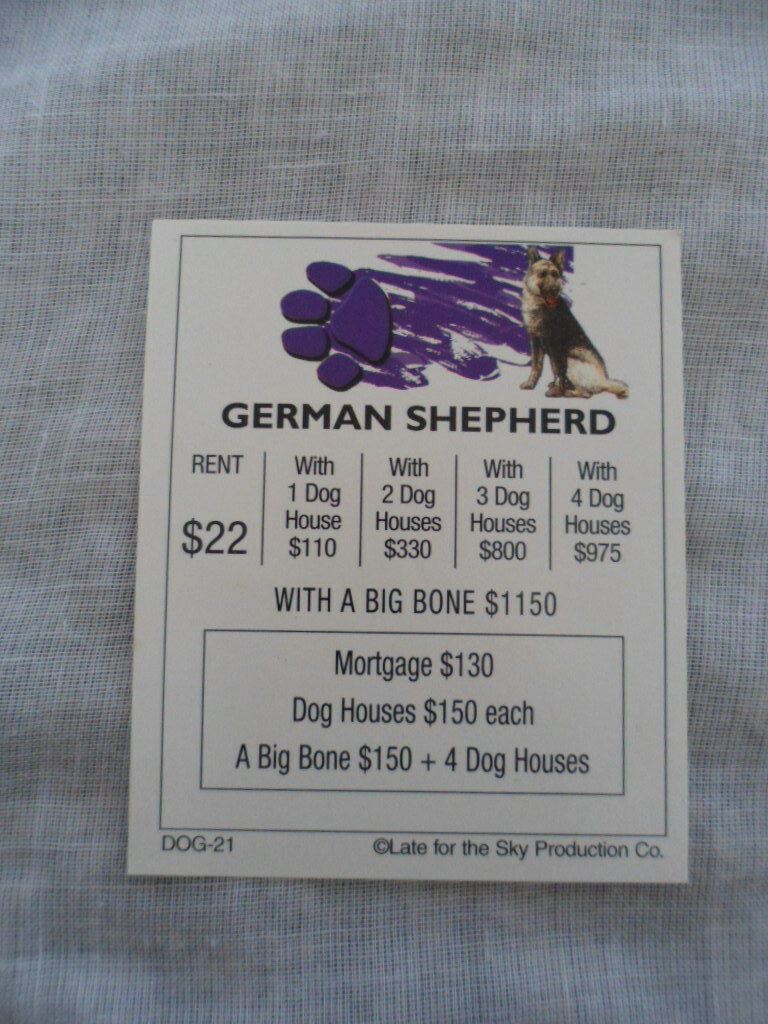 GERMAN SHEPHERD
RENT
$22
With
1 Dog
House
$110
With
2 Dog
Houses
$330
With
3 Dog
Houses
$800
With
4 Dog
Houses
$975
WITH A BIG BONE $1150
Mortgage $130
Dog Houses $150 each
A Big Bone $150 + 4 Dog Houses
DOG-21
©Late for the Sky Production Co.